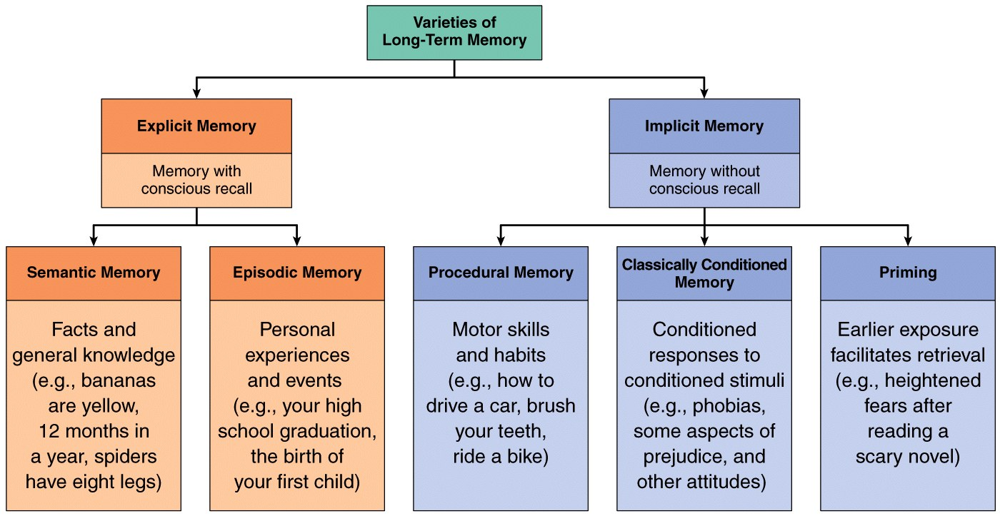 Varieties of
Long-Term Memory
Explicit Memory
Memory with
conscious recall
Implicit Memory
Memory without
conscious recall
Semantic Memory
Facts and
general knowledge
(e.g., bananas
are yellow,
12 months in
a year, spiders
have eight legs)
Episodic Memory
Personal
experiences
and events
(e.g., your high
school graduation,
the birth of
your first child)
Procedural Memory
Motor skills
and habits
(e.g., how to
drive a car, brush
your teeth,
ride a bike)
Classically Conditioned
Memory
Conditioned
responses to
conditioned stimuli
(e.g., phobias,
some aspects of
prejudice, and
other attitudes)
Priming
Earlier exposure
facilitates retrieval
(e.g., heightened
fears after
reading a
scary novel)